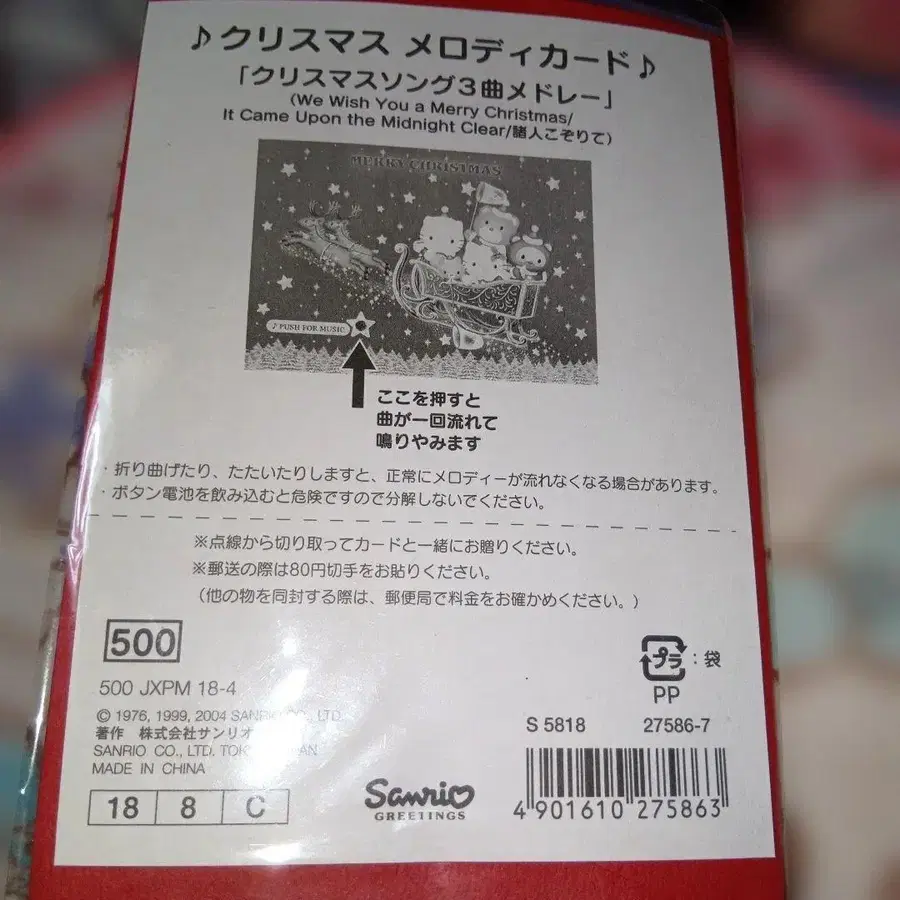 ♪クリスマス メロディカード♪
「クリスマスソング3曲メドレー」
(We Wish You a Merry Christmas/
It Came Upon the Midnight Clear/諸人こぞりて)
MERRY CHRISTMAS
♪PUSH FOR MUSIC
ここを押すと
曲が一回流れて
鳴りやみます
・折り曲げたり、たたいたりしますと、正常にメロディーが流れなくなる場合があります。
・ボタン電池を飲み込むと危険ですので分解しないでください。
※点線から切り取ってカードと一緒にお贈りください。
※郵送の際は80円切手をお貼りください。
(他の物を同封する際は、郵便局で料金をお確かめください。)
500
500 JXPM 18-4
© 1976, 1999, 2004 SANRIO CO., LTD.
著作 株式会社サンリオ
SANRIO CO., LTD.
MADE IN CHINA
18 8 C
Sanrio
GREETINGS
プラ : 袋
PP
S 5818 27586-7
4 901610 275863